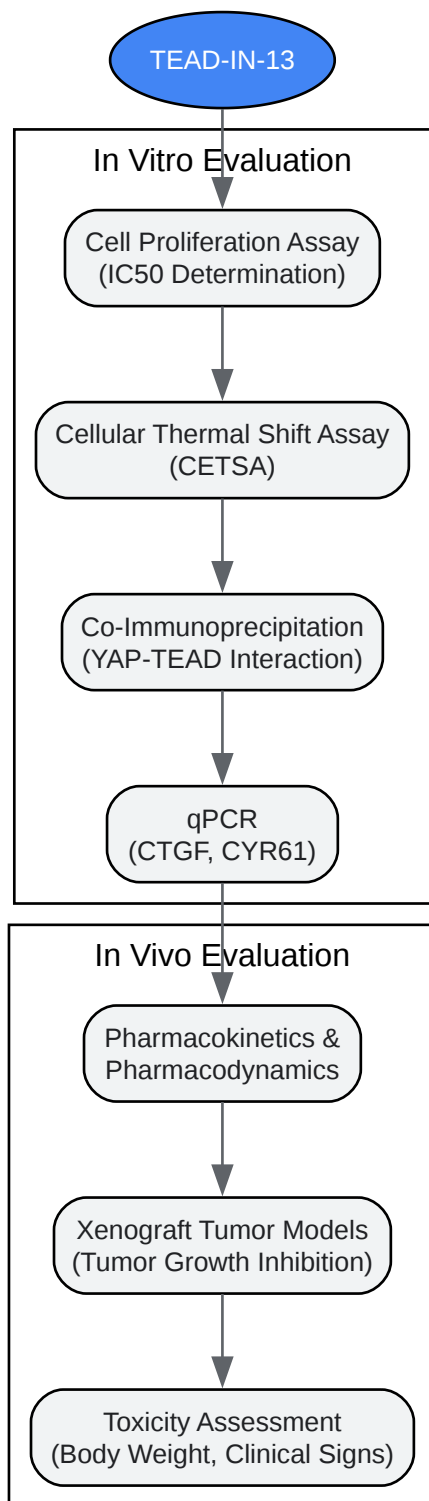 TEAD-IN-13
In Vitro Evaluation
Cell Proliferation Assay
(IC50 Determination)
Cellular Thermal Shift Assay
(CETSA)
Co-Immunoprecipitation
(YAP-TEAD Interaction)
qPCR
(CTGF, CYR61)
In Vivo Evaluation
Pharmacokinetics &
Pharmacodynamics
Xenograft Tumor Models
(Tumor Growth Inhibition)
Toxicity Assessment
(Body Weight, Clinical Signs)